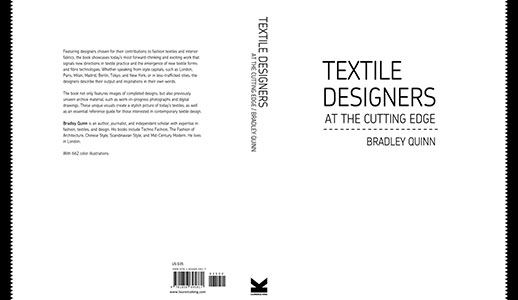 Featuring designers chosen for their contributions to fashion textiles and interior
fabrics, the book showcases today's most forward thinking and exciting work that
signals new directions in textile practice and the emergence of new textile forms
and fibre technologies. Whether speaking from style capitals, such as London,
Paris, Milan, Madrid, Berlin, Tokyo, and New York, or in less-trafficked cities, the
designers describe their output and inspirations in their own words.
The book not only features images of completed designs, but also previously
unseen archive material, such as work-in-progress photographs and digital
drawings. These unique visuals create a stylish picture of today's textiles, as well
as an essential reference guide for those interested in contemporary textile design.
Bradley Quinn is an author, journalist, and independent scholar with expertise in
fashion, textiles, and design. His books include Techno Fashion, The Fashion of
Architecture, Chinese Style, Scandinavian Style, and Mid-Century Modern. He lives
in London.
With 662 color illustrations
US $35
www.laurenceking.com
TEXTILE DESIGNERS
AT THE CUTTING EDGE / BRADLEY QUINN
TEXTILE
DESIGNERS
AT THE CUTTING EDGE
BRADLEY QUINN